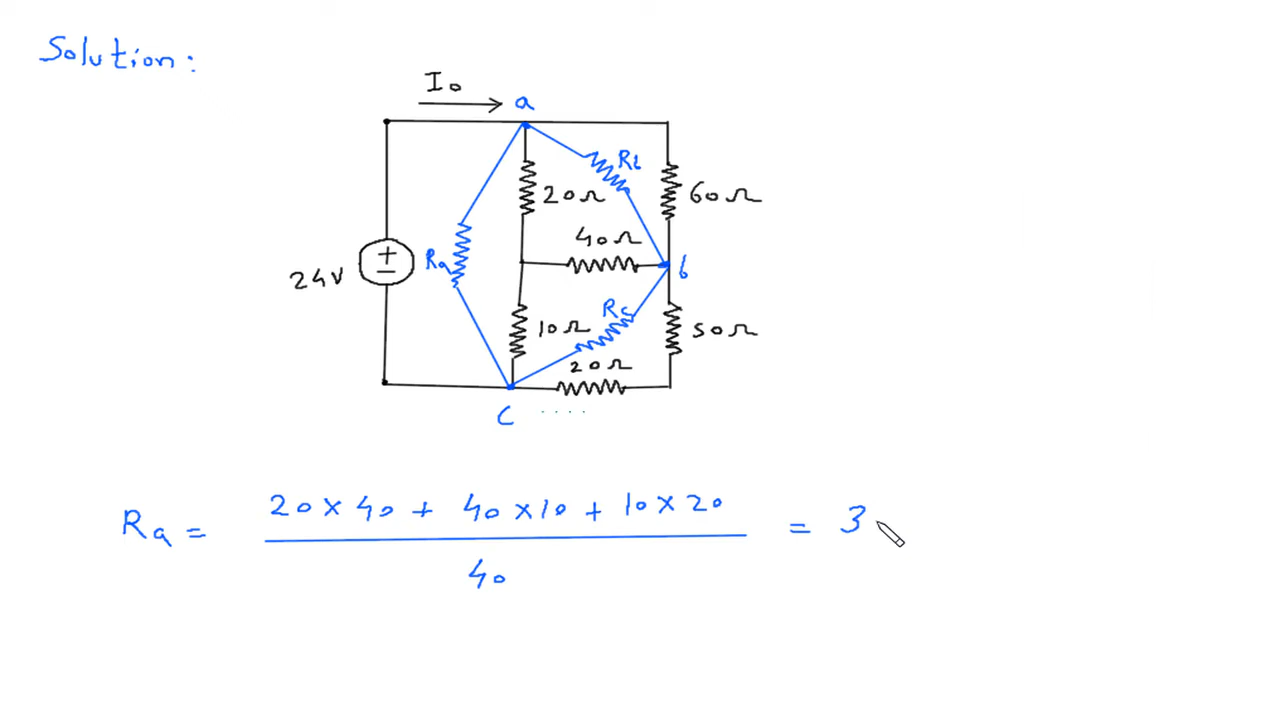 Solution:
I₀
a
Rb
20Ω
60Ω
40Ω
24V
+
−
Ra
b
Rc
10Ω
50Ω
20Ω
C . . . .
Ra = (20 × 40 + 40 × 10 + 10 × 20) / 40 = 3